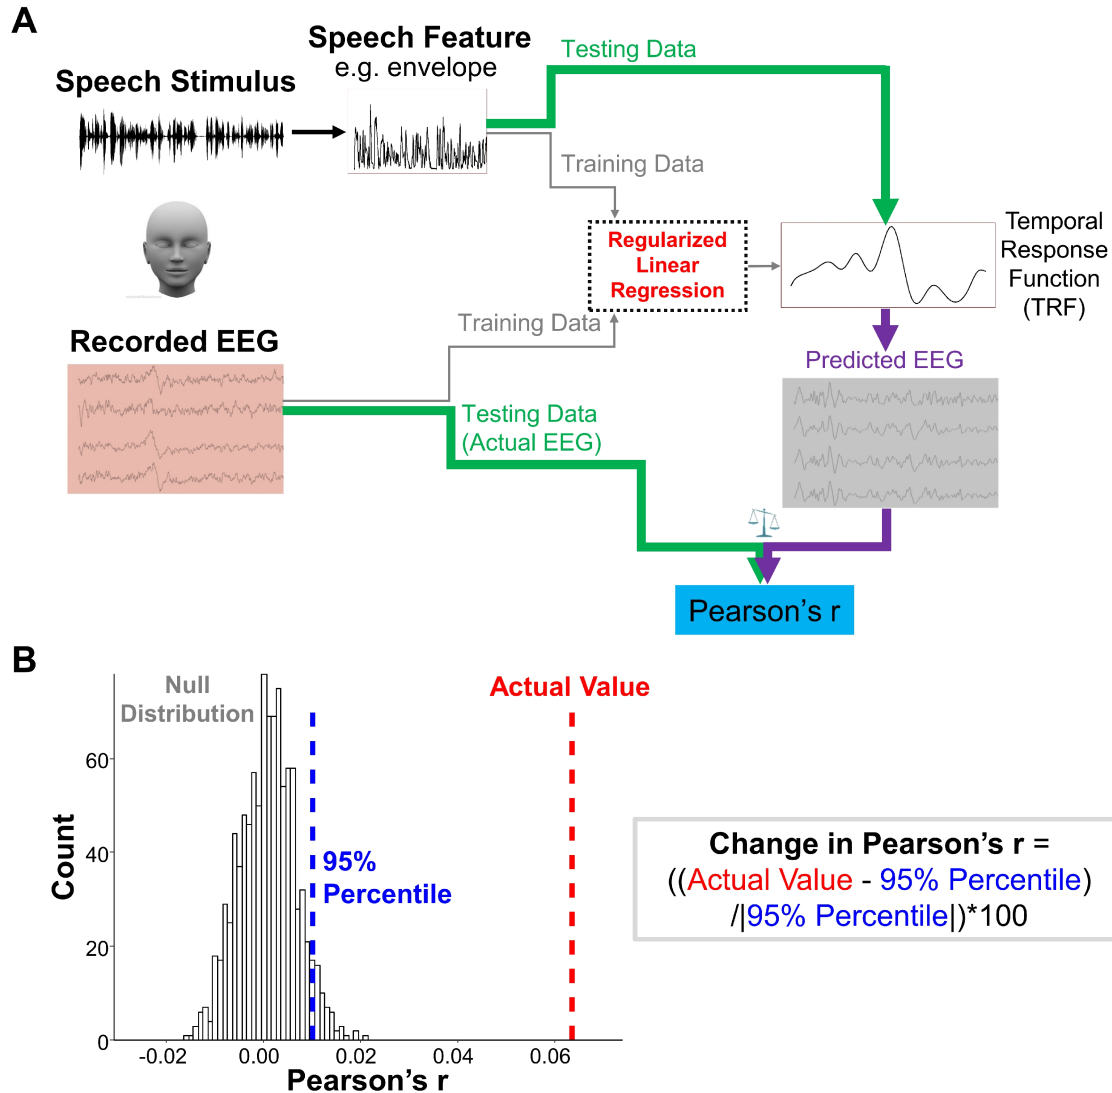 A
Speech Stimulus
Speech Feature
e.g. envelope
Testing Data
Training Data
Regularized
Linear
Regression
Temporal
Response
Function
(TRF)
Recorded EEG
Training Data
Predicted EEG
Testing Data
(Actual EEG)
Pearson's r
B
Null
Distribution
Actual Value
95%
Percentile
Count
60
40
20
0
-0.02
0.00
0.02
0.04
0.06
Pearson's r
Change in Pearson's r =
((Actual Value - 95% Percentile)
/|95% Percentile|)*100